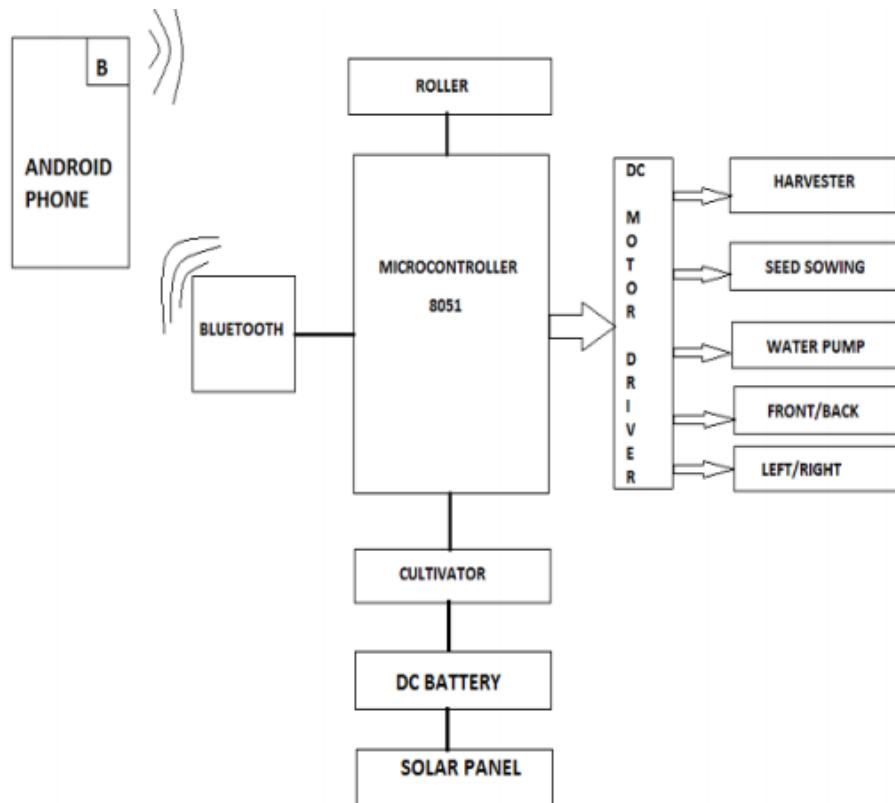 B
ANDROID
PHONE
ROLLER
MICROCONTROLLER
8051
BLUETOOTH
DC
M
O
T
O
R
D
R
I
V
E
R
HARVESTER
SEED SOWING
WATER PUMP
FRONT/BACK
LEFT/RIGHT
CULTIVATOR
DC BATTERY
SOLAR PANEL